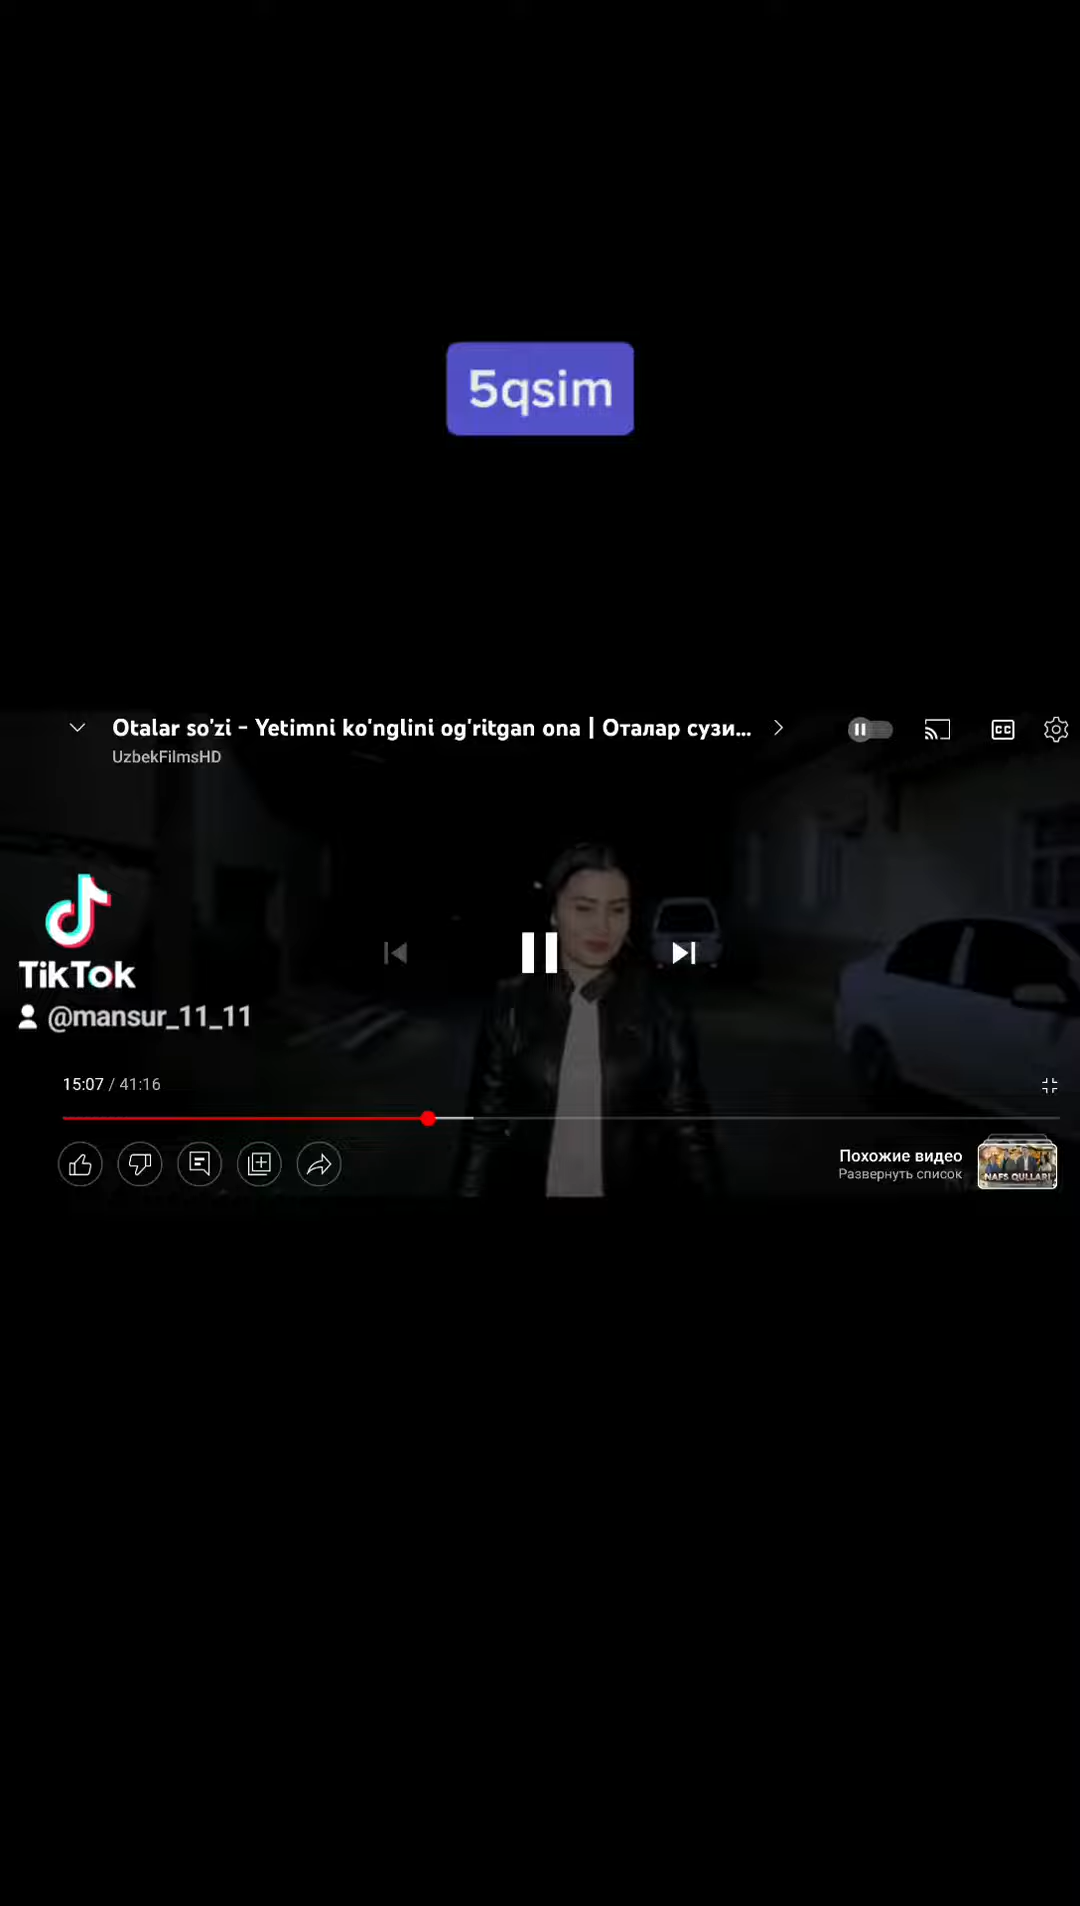 5qsim
Otalar so'zi - Yetimni ko'nglini og'ritgan ona | Оталар сузи...
UzbekFilmsHD
TikTok
@mansur_11_11
15:07 / 41:16
Похожие видео
Развернуть список
NAFS QULLARI